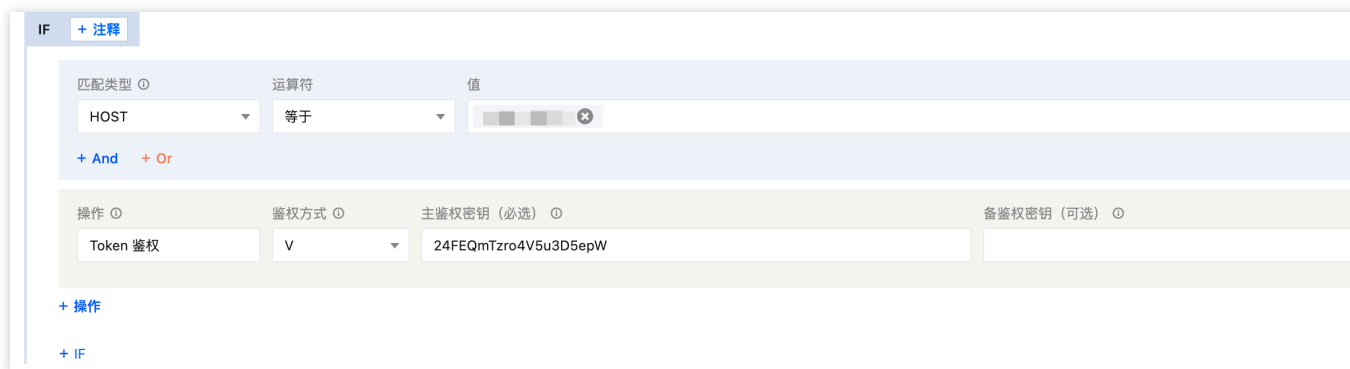 IF + 注释
匹配类型 运算符 值
HOST 等于
+ And + Or
操作 鉴权方式 主鉴权密钥（必选） 备鉴权密钥（可选）
Token 鉴权 V 24FEQmTzro4V5u3D5epW
+ 操作
+ IF